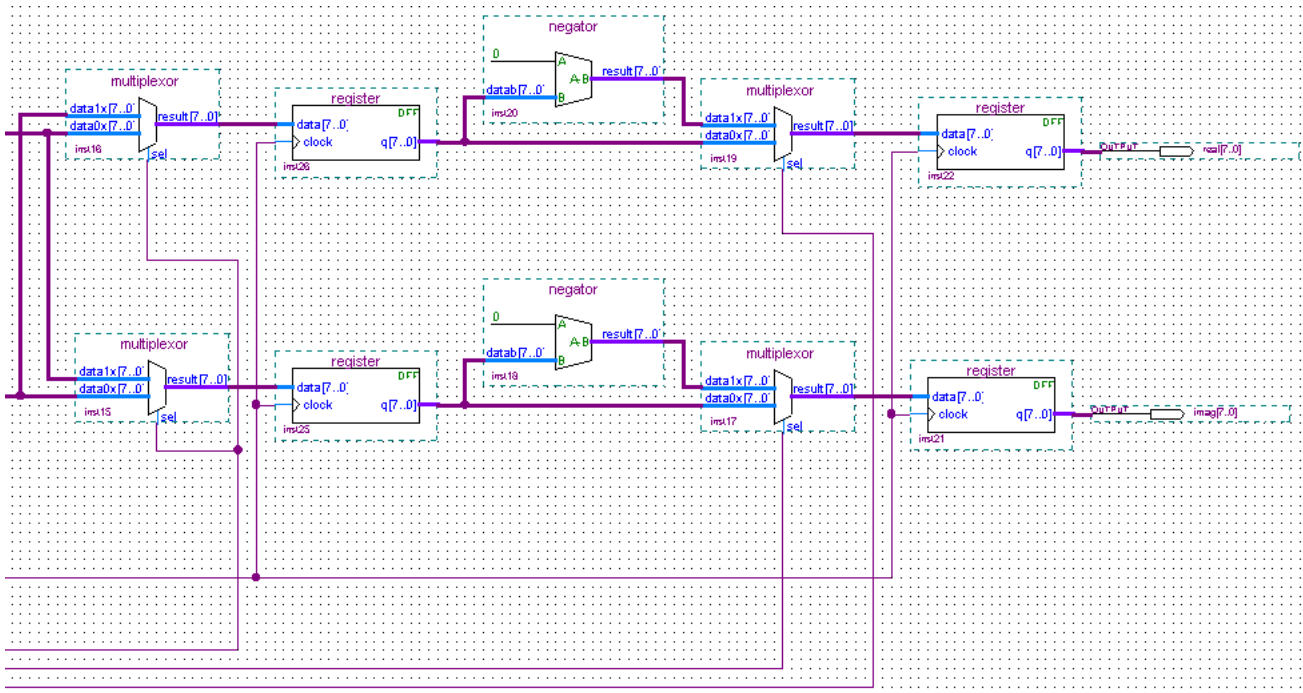 negator
0
A
A-B
result[7..0]
datab[7..0]
B
inst20
multiplexor
data1x[7..0]
result[7..0]
data0x[7..0]
inst16
sel
register
DFF
data[7..0]
clock
q[7..0]
inst26
multiplexor
data1x[7..0]
result[7..0]
data0x[7..0]
inst19
sel
register
DFF
data[7..0]
clock
q[7..0]
inst22
OUTPUT
real[7..0]
negator
0
A
A-B
result[7..0]
datab[7..0]
B
inst18
multiplexor
data1x[7..0]
result[7..0]
data0x[7..0]
inst15
sel
register
DFF
data[7..0]
clock
q[7..0]
inst25
multiplexor
data1x[7..0]
result[7..0]
data0x[7..0]
inst17
sel
register
DFF
data[7..0]
clock
q[7..0]
inst21
OUTPUT
imag[7..0]